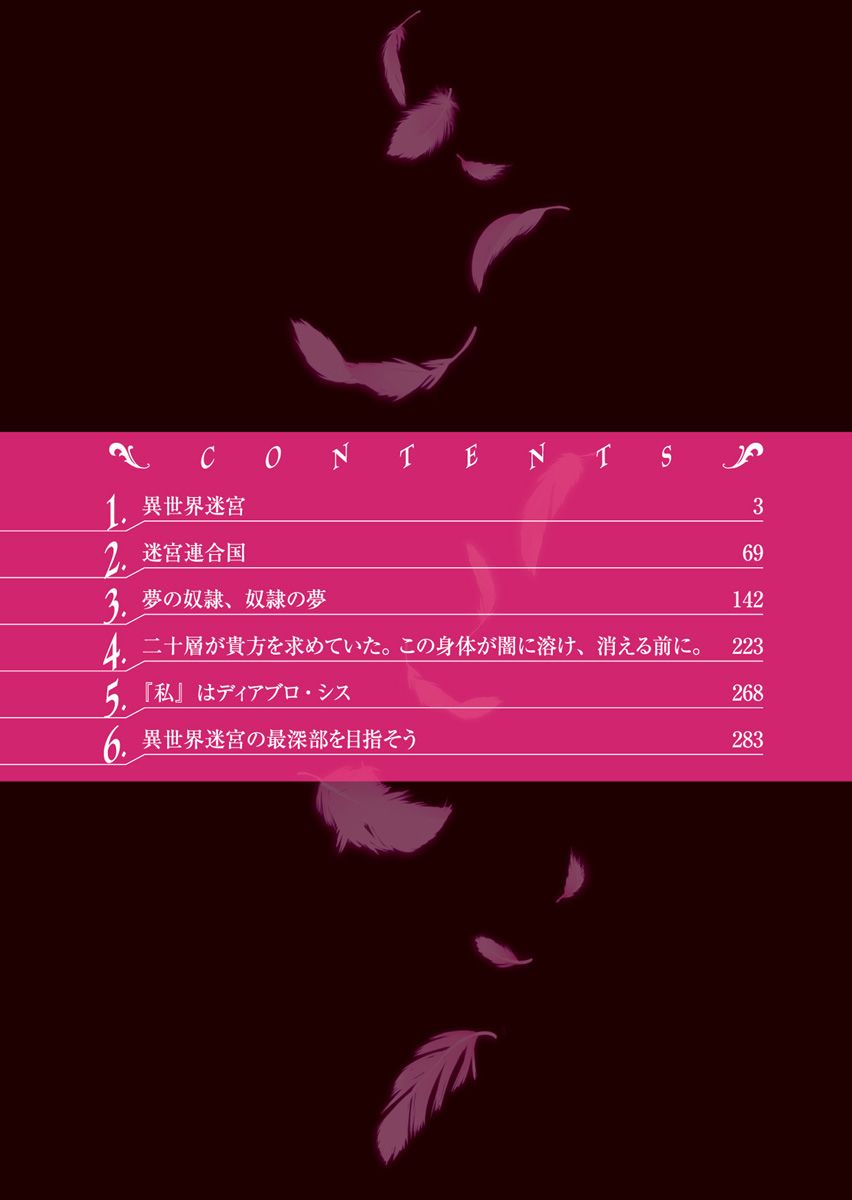 CONTENTS
1. 異世界迷宮 3
2. 迷宮連合国 69
3. 夢の奴隷、奴隷の夢 142
4. 二十層が貴方を求めていた。この身体が闇に溶け、消える前に。 223
5. 『私』はディアブロ・シス 268
6. 異世界迷宮の最深部を目指そう 283